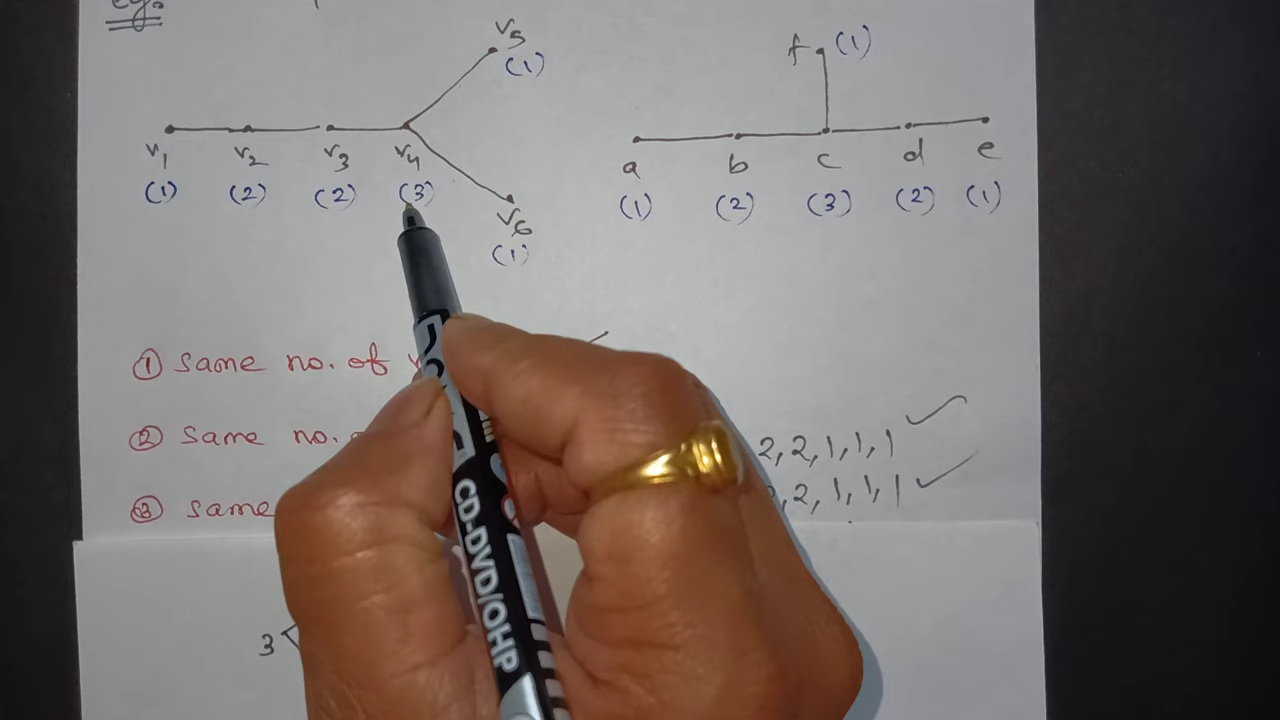 eg:
v5
(1)
f (1)
v1 v2 v3 v4
(1) (2) (2) (3)
v6
(1)
a b c d e
(1) (2) (3) (2) (1)
① same no. of
② same no.
2, 2, 1, 1, 1
③ same
2, 1, 1, 1
3
CD-DVD/OHP